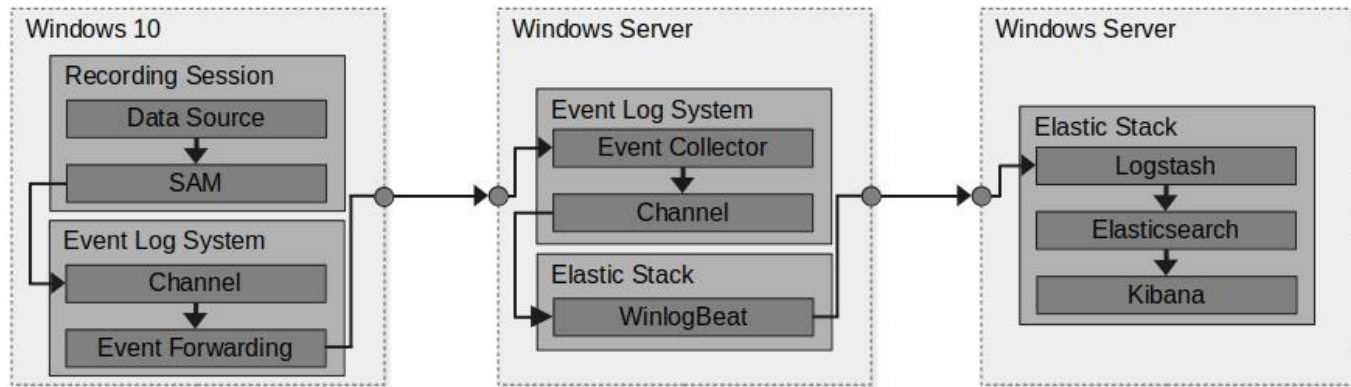 Windows 10
Recording Session
Data Source
SAM
Event Log System
Channel
Event Forwarding
Windows Server
Event Log System
Event Collector
Channel
Elastic Stack
WinlogBeat
Windows Server
Elastic Stack
Logstash
Elasticsearch
Kibana